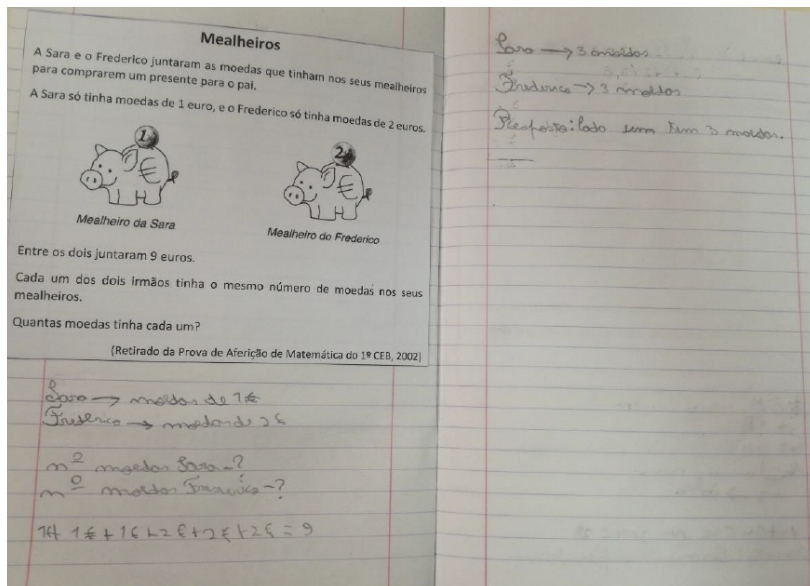 Mealheiros
A Sara e o Frederico juntaram as moedas que tinham nos seus mealheiros
para comprarem um presente para o pai.
A Sara só tinha moedas de 1 euro, e o Frederico só tinha moedas de 2 euros.
1
2
€
€
Mealheiro da Sara
Mealheiro do Frederico
Entre os dois juntaram 9 euros.
Cada um dos dois irmãos tinha o mesmo número de moedas nos seus
mealheiros.
Quantas moedas tinha cada um?
(Retirado da Prova de Aferição de Matemática do 1º CEB, 2002)
Sara → moedas de 1€
Frederico → moedas de 2€
nº moedas Sara-?
nº moedas
1€+ 1€+1€+2€+2€+2€=9
Sara → 3 moedas
Frederico → 3 moedas
Resposta: Cada um tem 3 moedas.